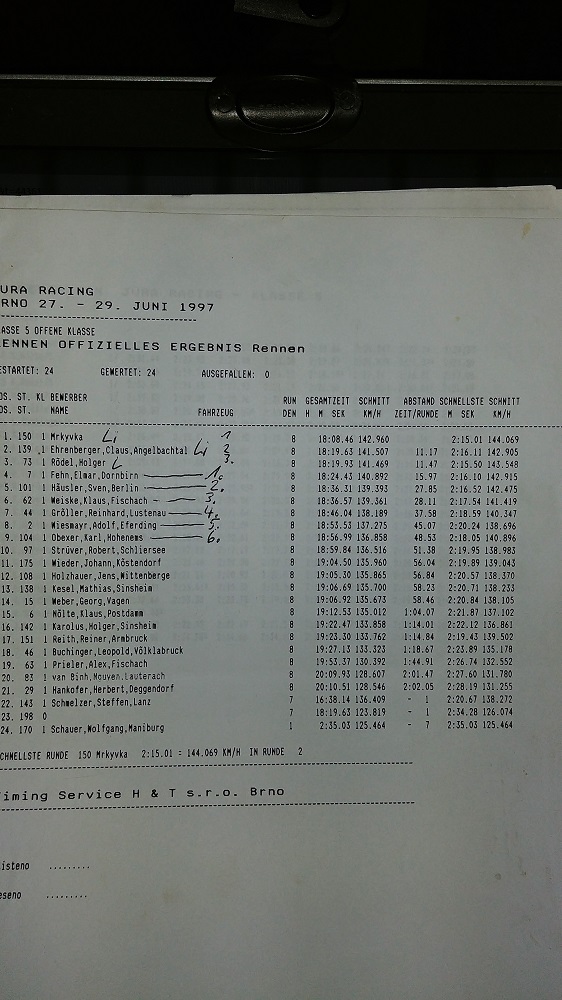 URA RACING
RNO 27. - 29. JUNI 1997
ASSE 5 OFFENE KLASSE
ENNEN OFFIZIELLES ERGEBNIS Rennen
ESTARTET: 24 GEWERTET: 24 AUSGEFALLEN: 0
OS. ST. KL BEWERBER RUN GESAMTZEIT SCHNITT ABSTAND SCHNELLSTE SCHNITT
OS. ST. NAME FAHRZEUG DEN H M SEK KM/H ZEIT/RUNDE M SEK KM/H
1. 150 1 Mrkyvka Li 1 8 18:08.46 142.960 2:15.01 144.069
2. 139 1 Ehrenberger,Claus,Angelbachtal Li 2 8 18:19.63 141.507 11.17 2:16.11 142.905
3. 73 1 Rödel,Holger L 3. 8 18:19.93 141.469 11.47 2:15.50 143.548
4. 7 1 Fehn,Elmar,Dornbirn 1. 8 18:24.43 140.892 15.97 2:16.10 142.915
5. 101 1 Häusler,Sven,Berlin 2. 8 18:36.31 139.393 27.85 2:16.52 142.475
6. 62 1 Weiske,Klaus,Fischach 3. 8 18:36.57 139.361 28.11 2:17.54 141.419
7. 44 1 Gröller,Reinhard,Lustenau 4. 8 18:46.04 138.189 37.58 2:18.59 140.347
8. 2 1 Wiesmayr,Adolf,Eferding 5. 8 18:53.53 137.275 45.07 2:20.24 138.696
9. 104 1 Obexer,Karl,Hohenems 6. 8 18:56.99 136.858 48.53 2:18.05 140.896
10. 97 1 Strüver,Robert,Schliersee 8 18:59.84 136.516 51.38 2:19.95 138.983
11. 175 1 Wieder,Johann,Köstendorf 8 19:04.50 135.960 56.04 2:19.89 139.043
12. 108 1 Holzhauer,Jens,Wittenberge 8 19:05.30 135.865 56.84 2:20.57 138.370
13. 138 1 Kesel,Mathias,Sinsheim 8 19:06.69 135.700 58.23 2:20.71 138.233
14. 15 1 Weber,Georg,Vagen 8 19:06.92 135.673 58.46 2:20.84 138.105
15. 6 1 Nölte,Klaus,Postdamm 8 19:12.53 135.012 1:04.07 2:21.87 137.102
16. 142 1 Karolus,Holger,Sinsheim 8 19:22.47 133.858 1:14.01 2:22.12 136.861
17. 151 1 Reith,Reiner,Armbruck 8 19:23.30 133.762 1:14.84 2:19.43 139.502
18. 46 1 Buchinger,Leopold,Völklabruck 8 19:27.13 133.323 1:18.67 2:23.89 135.178
19. 63 1 Prieler,Alex,Fischach 8 19:53.37 130.392 1:44.91 2:26.74 132.552
20. 83 1 van Binh,Nguyen,Lauterach 8 20:09.93 128.607 2:01.47 2:27.60 131.780
21. 29 1 Hankofer,Herbert,Deggendorf 8 20:10.51 128.546 2:02.05 2:28.19 131.255
22. 143 1 Schmelzer,Steffen,Lanz 7 16:38.14 136.409 - 1 2:20.67 138.272
23. 198 0 7 18:19.63 123.819 - 1 2:34.28 126.074
24. 170 1 Schauer,Wolfgang,Maniburg 1 2:35.03 125.464 - 7 2:35.03 125.464
CHNELLSTE RUNDE 150 Mrkyvka 2:15.01 = 144.069 KM/H IN RUNDE 2
iming Service H & T s.r.o. Brno
isteno .........
eseno .........